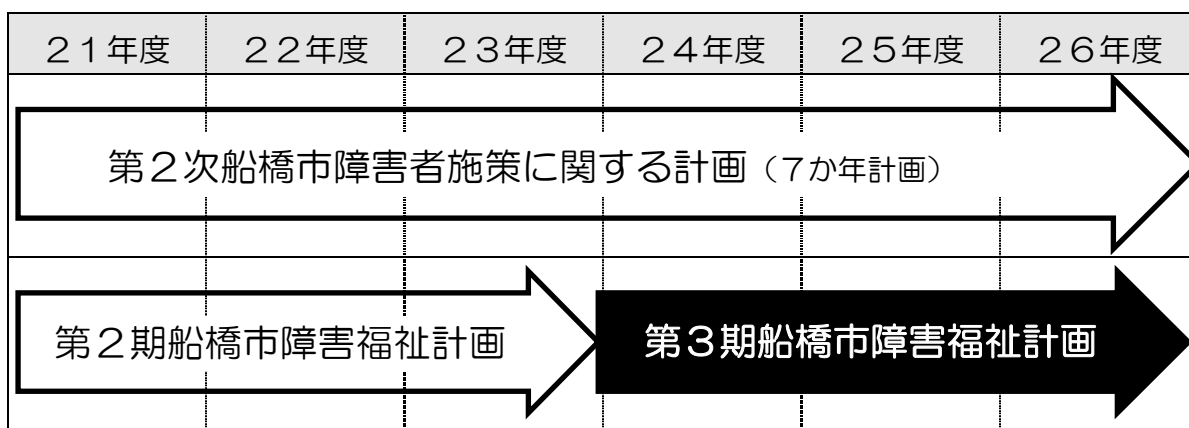 ２１年度 ２２年度 ２３年度 ２４年度 ２５年度 ２６年度
第２次船橋市障害者施策に関する計画（７か年計画）
第２期船橋市障害福祉計画 第３期船橋市障害福祉計画